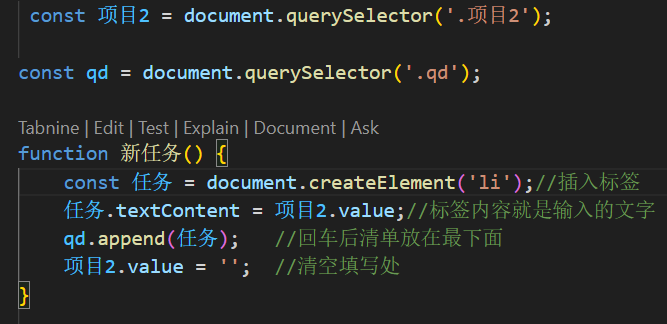 const 项目2 = document.querySelector('.项目2');
const qd = document.querySelector('.qd');
Tabnine | Edit | Test | Explain | Document | Ask
function 新任务() {
const 任务 = document.createElement('li');//插入标签
任务.textContent = 项目2.value;//标签内容就是输入的文字
qd.append(任务); //回车后清单放在最下面
项目2.value = ''; //清空填写处
}